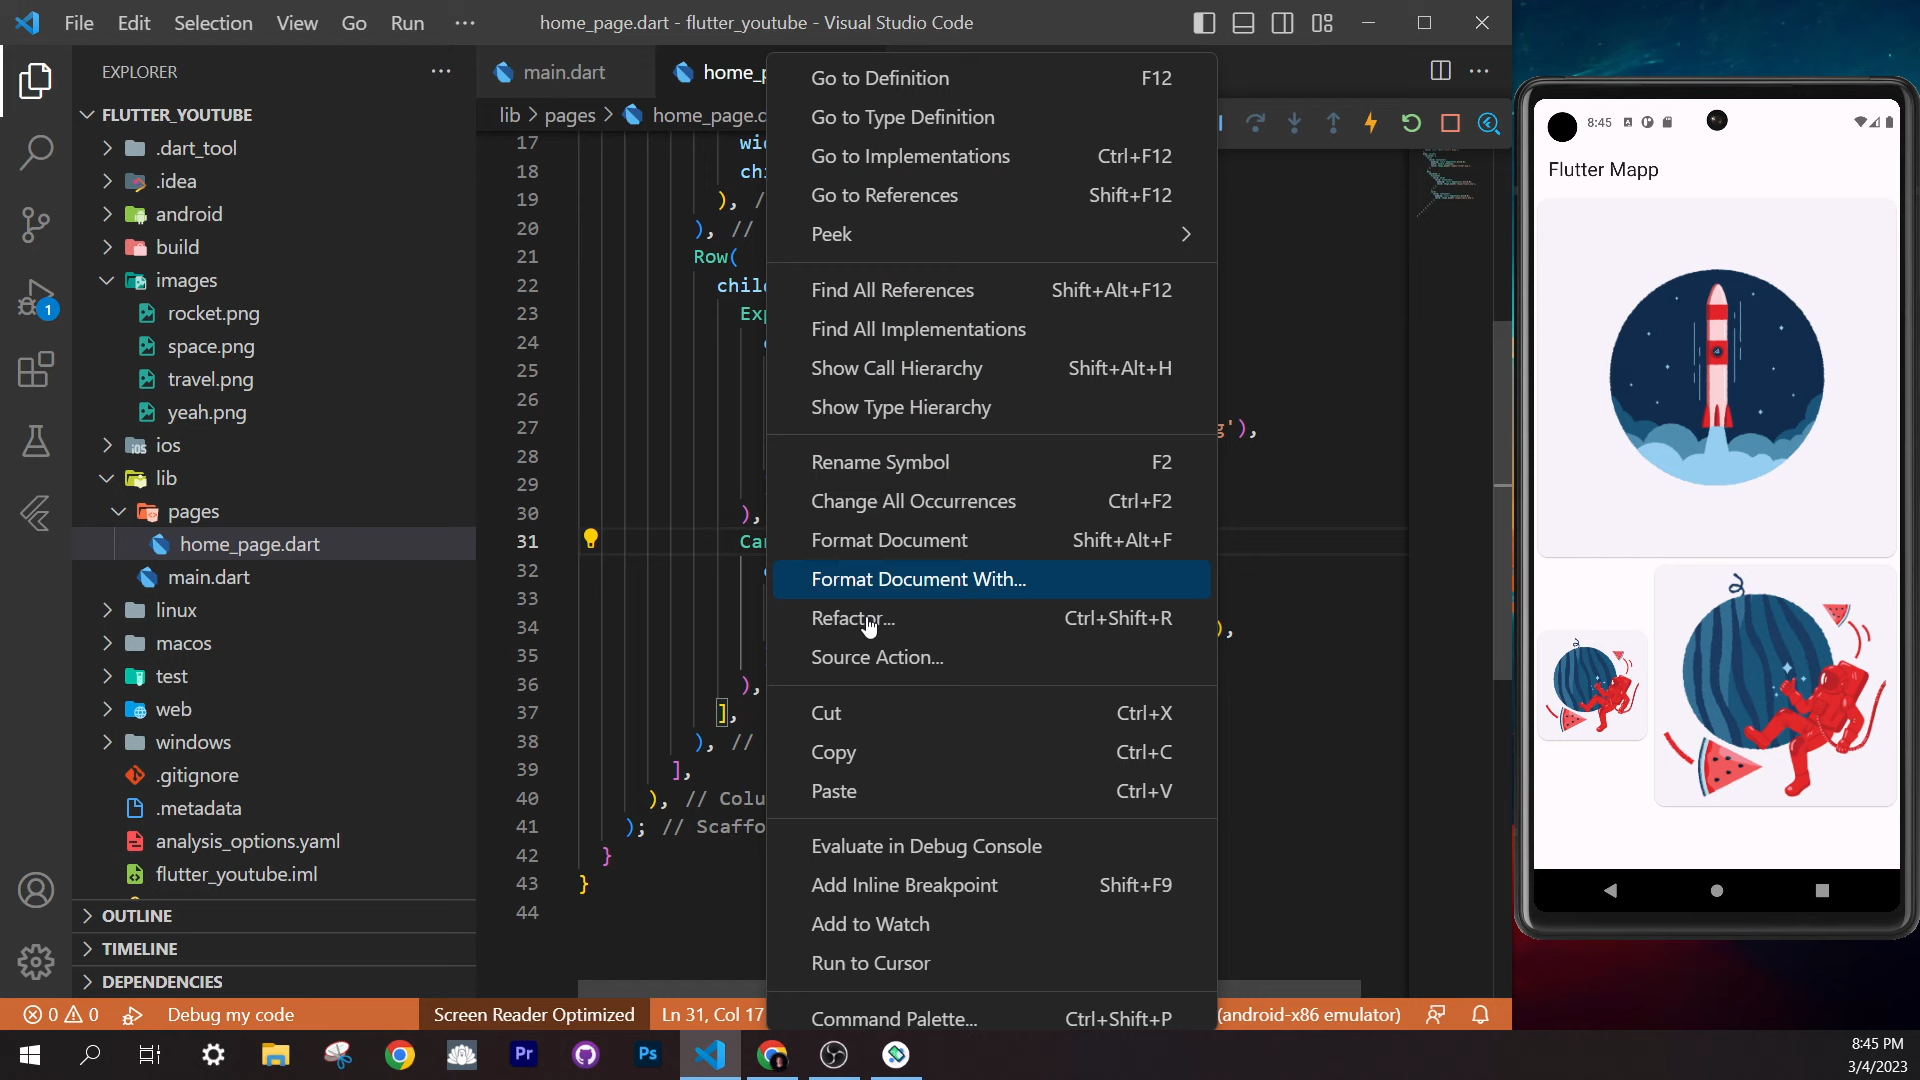 File Edit Selection View Go Run ···
home_page.dart - flutter_youtube - Visual Studio Code
EXPLORER
FLUTTER_YOUTUBE
.dart_tool
.idea
android
build
images
rocket.png
space.png
travel.png
yeah.png
ios
lib
pages
home_page.dart
main.dart
linux
macos
test
web
windows
.gitignore
.metadata
analysis_options.yaml
flutter_youtube.iml
OUTLINE
TIMELINE
DEPENDENCIES
main.dart home_p
lib > pages > home_page.d
17 wi
18 chi
19 ), /
20 ), //
21 Row(
22 child
23 Exp
24
25
26
27 g'),
28
29
30 ),
31 Car
32
33
34 ),
35
36 ),
37 ],
38 ), //
39 ],
40 ), // Colu
41 ); // Scaffo
42 }
43 }
44
Go to Definition F12
Go to Type Definition
Go to Implementations Ctrl+F12
Go to References Shift+F12
Peek
Find All References Shift+Alt+F12
Find All Implementations
Show Call Hierarchy Shift+Alt+H
Show Type Hierarchy
Rename Symbol F2
Change All Occurrences Ctrl+F2
Format Document Shift+Alt+F
Format Document With...
Refactor... Ctrl+Shift+R
Source Action...
Cut Ctrl+X
Copy Ctrl+C
Paste Ctrl+V
Evaluate in Debug Console
Add Inline Breakpoint Shift+F9
Add to Watch
Run to Cursor
Command Palette... Ctrl+Shift+P
8:45
Flutter Mapp
1
0 0 Debug my code Screen Reader Optimized Ln 31, Col 17 (android-x86 emulator)
Pr Ps
8:45 PM
3/4/2023